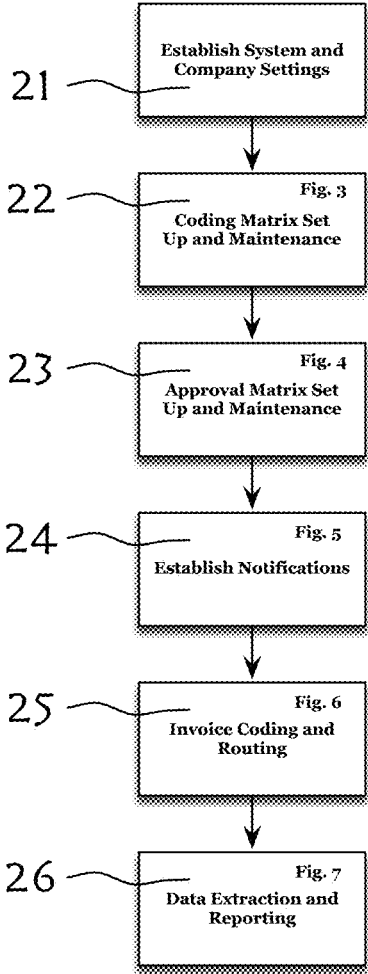 Establish System and
Company Settings
21
Fig. 3
22
Coding Matrix Set
Up and Maintenance
Fig. 4
23
Approval Matrix Set
Up and Maintenance
24
Fig. 5
Establish Notifications
25
Fig. 6
Invoice Coding and
Routing
26
Fig. 7
Data Extraction and
Reporting